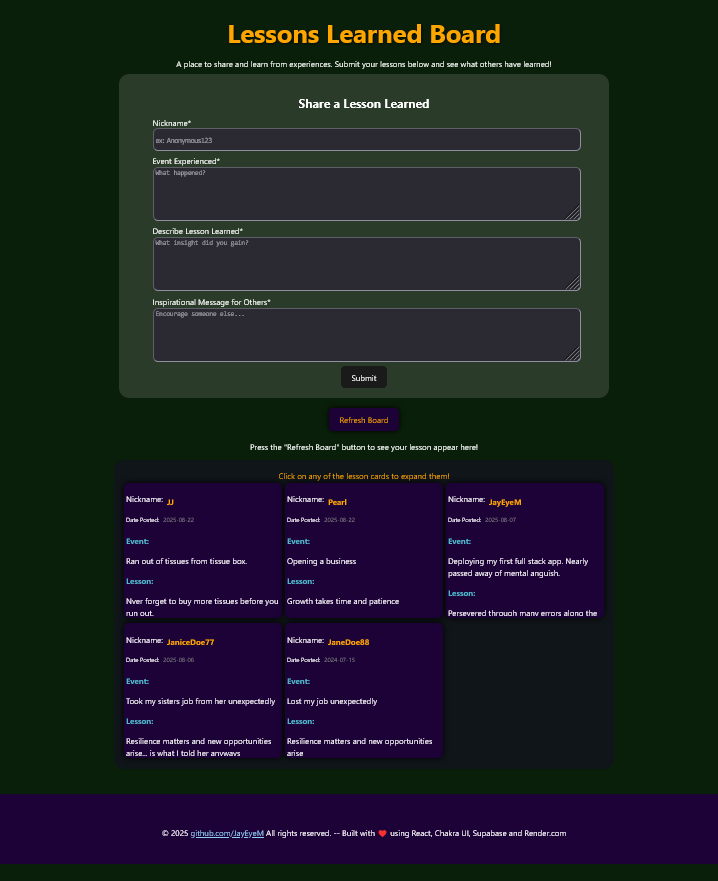 Lessons Learned Board
A place to share and learn from experiences. Submit your lessons below and see what others have learned!
Share a Lesson Learned
Nickname*
ex: Anonymous123
Event Experienced*
What happened?
Describe Lesson Learned*
What insight did you gain?
Inspirational Message for Others*
Encourage someone else...
Submit
Refresh Board
Press the "Refresh Board" button to see your lesson appear here!
Click on any of the lesson cards to expand them!
Nickname: JJ
Date Posted: 2025-08-22
Event:
Ran out of tissues from tissue box.
Lesson:
Nver forget to buy more tissues before you
run out.
Nickname: Pearl
Date Posted: 2025-08-22
Event:
Opening a business
Lesson:
Growth takes time and patience
Nickname: JayEyeM
Date Posted: 2025-08-07
Event:
Deploying my first full stack app. Nearly
passed away of mental anguish.
Lesson:
Persevered through many errors along the
Nickname: JaniceDoe77
Date Posted: 2025-08-06
Event:
Took my sisters job from her unexpectedly
Lesson:
Resilience matters and new opportunities
arise... is what I told her anyways
Nickname: JaneDoe88
Date Posted: 2024-07-15
Event:
Lost my job unexpectedly
Lesson:
Resilience matters and new opportunities
arise
© 2025 github.com/JayEyeM All rights reserved. -- Built with ❤️ using React, Chakra UI, Supabase and Render.com